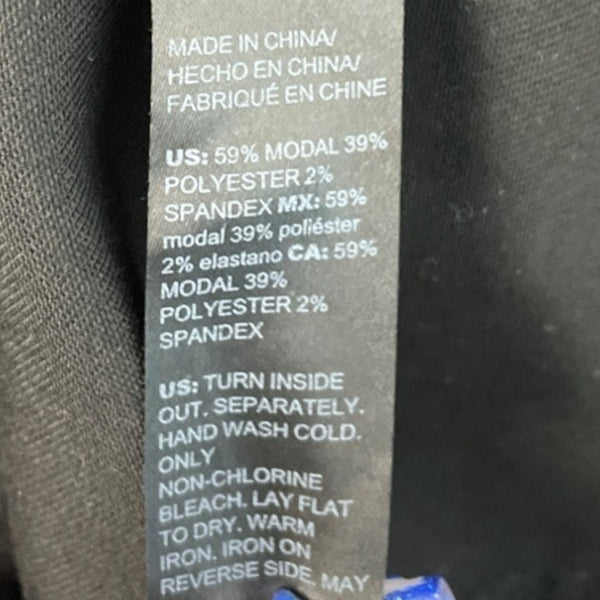 MADE IN CHINA/
HECHO EN CHINA/
FABRIQUÉ EN CHINE
US: 59% MODAL 39%
POLYESTER 2%
SPANDEX MX: 59%
modal 39% poliéster
2% elastano CA: 59%
MODAL 39%
POLYESTER 2%
SPANDEX
US: TURN INSIDE
OUT. SEPARATELY.
HAND WASH COLD.
ONLY
NON-CHLORINE
BLEACH. LAY FLAT
TO DRY. WARM
IRON. IRON ON
REVERSE SIDE. MAY